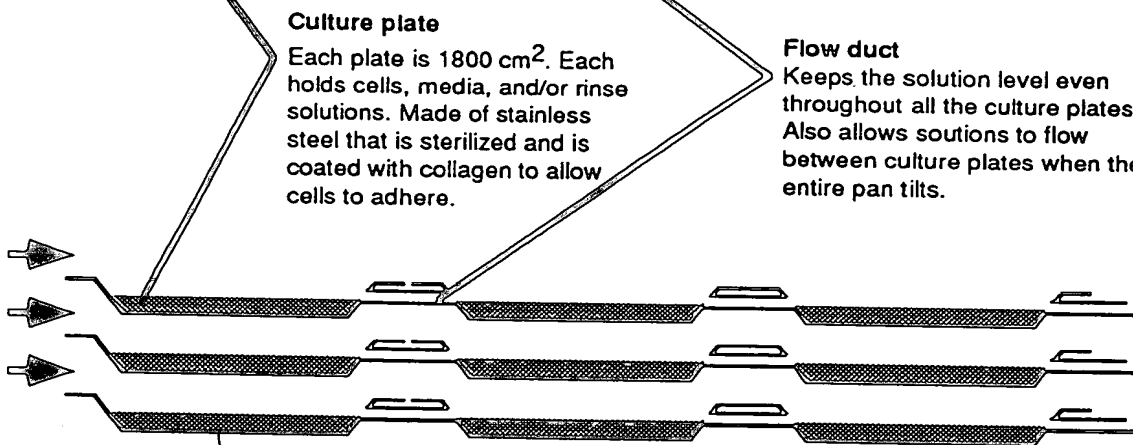 Culture plate
Each plate is 1800 cm2. Each
holds cells, media, and/or rinse
solutions. Made of stainless
steel that is sterilized and is
coated with collagen to allow
cells to adhere.
Flow duct
Keeps the solution level even
throughout all the culture plates
Also allows soutions to flow
between culture plates when the
entire pan tilts.